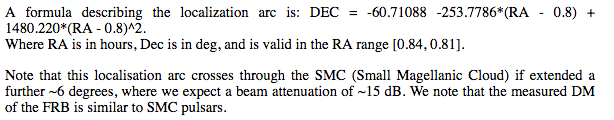 A formula describing the localization arc is: DEC = -60.71088 -253.7786*(RA - 0.8) +
1480.220*(RA - 0.8)^2.
Where RA is in hours, Dec is in deg, and is valid in the RA range [0.84, 0.81].
Note that this localisation arc crosses through the SMC (Small Magellanic Cloud) if extended a
further ~6 degrees, where we expect a beam attenuation of ~15 dB. We note that the measured DM
of the FRB is similar to SMC pulsars.